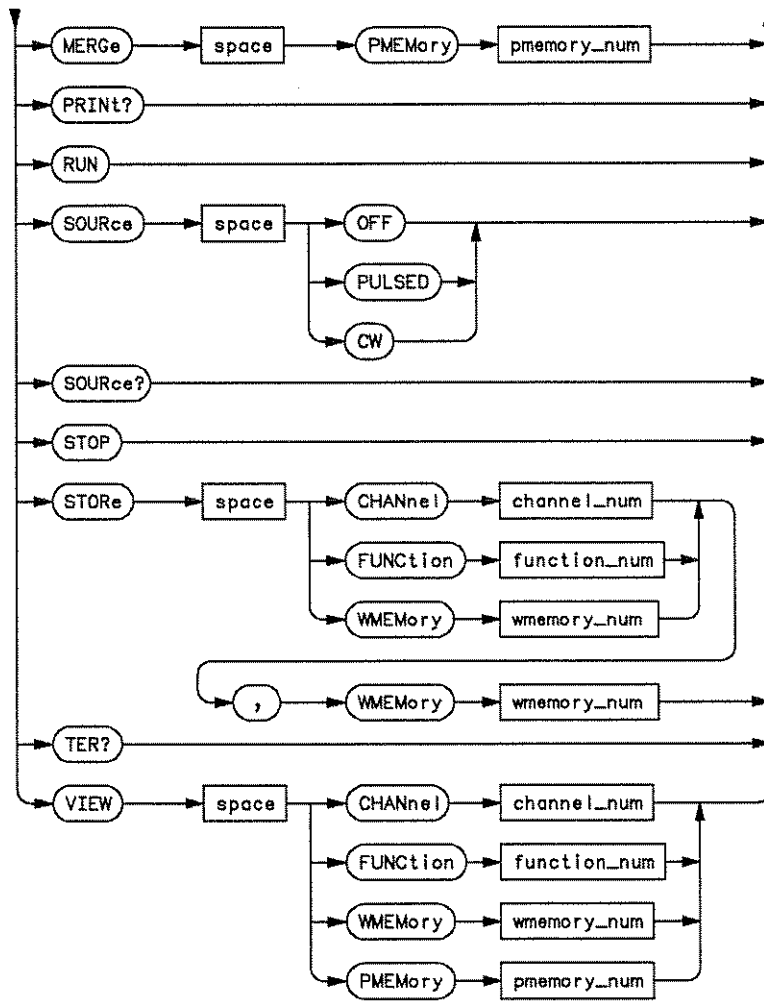 MERGe space PMEMory pmemory_num
PRINt?
RUN
SOURce space OFF
PULSED
CW
SOURce?
STOP
STORe space CHANnel channel_num
FUNCtion function_num
WMEMory wmemory_num
, WMEMory wmemory_num
TER?
VIEW space CHANnel channel_num
FUNCtion function_num
WMEMory wmemory_num
PMEMory pmemory_num